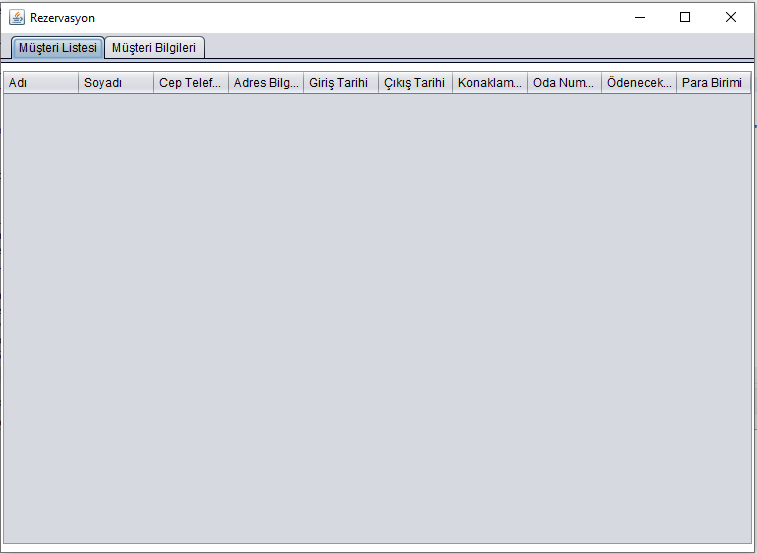 Rezervasyon
Müşteri Listesi Müşteri Bilgileri
Adı Soyadı Cep Telef... Adres Bilg... Giriş Tarihi Çıkış Tarihi Konaklam... Oda Num... Ödenecek... Para Birimi